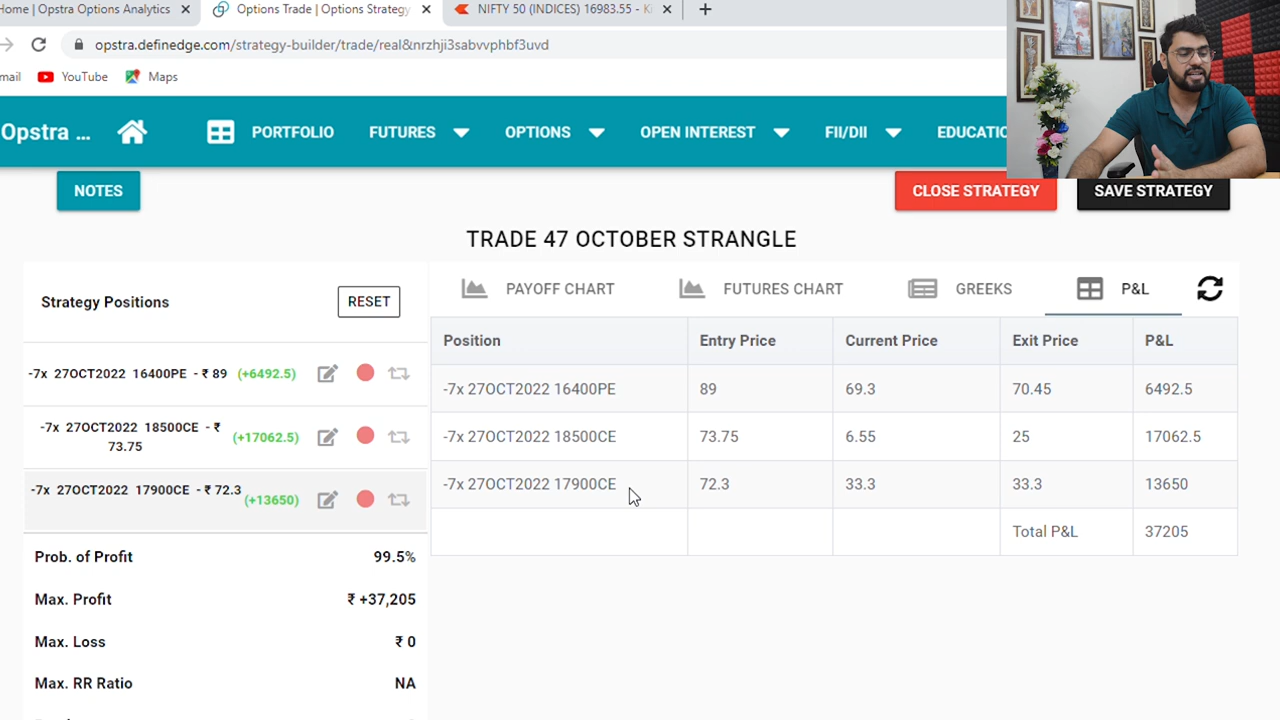 Home | Opstra Options Analytics
Options Trade | Options Strategy
NIFTY 50 (INDICES) 16983.55 - Ki
opstra.definedge.com/strategy-builder/trade/real&nrzhji3sabvvphbf3uvd
mail
YouTube
Maps
Opstra ...
PORTFOLIO
FUTURES
OPTIONS
OPEN INTEREST
FII/DII
EDUCATIO
NOTES
CLOSE STRATEGY
SAVE STRATEGY
TRADE 47 OCTOBER STRANGLE
Strategy Positions
RESET
PAYOFF CHART
FUTURES CHART
GREEKS
P&L
-7x 27OCT2022 16400PE - ₹ 89 (+6492.5)
-7x 27OCT2022 18500CE - ₹
73.75
(+17062.5)
-7x 27OCT2022 17900CE - ₹ 72.3
(+13650)
Position Entry Price Current Price Exit Price P&L
-7x 27OCT2022 16400PE 89 69.3 70.45 6492.5
-7x 27OCT2022 18500CE 73.75 6.55 25 17062.5
-7x 27OCT2022 17900CE 72.3 33.3 33.3 13650
Total P&L 37205
Prob. of Profit 99.5%
Max. Profit ₹ +37,205
Max. Loss ₹ 0
Max. RR Ratio NA